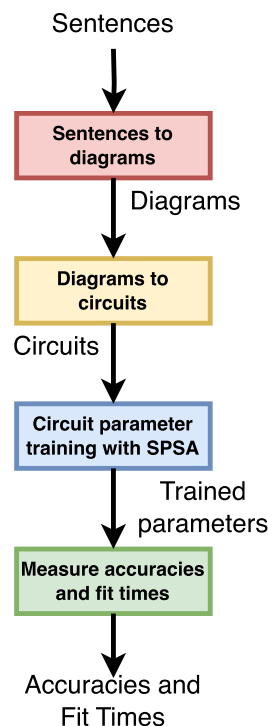 Sentences
Sentences to
diagrams
Diagrams
Diagrams to
circuits
Circuits
Circuit parameter
training with SPSA
Trained
parameters
Measure accuracies
and fit times
Accuracies and
Fit Times